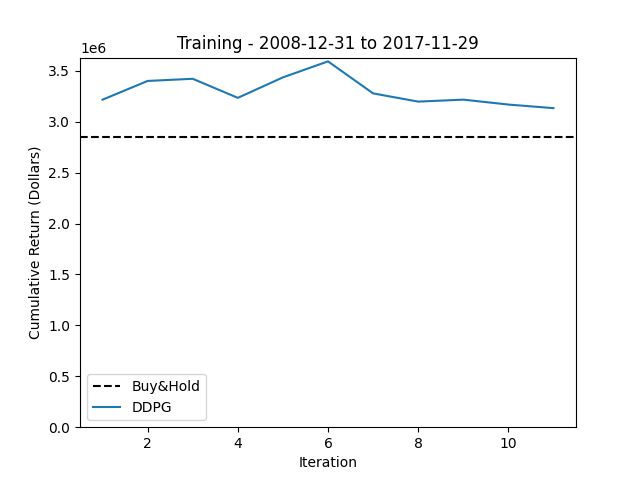 Training - 2008-12-31 to 2017-11-29
1e6
3.5
3.0
2.5
2.0
1.5
1.0
0.5
0.0
Cumulative Return (Dollars)
Buy&Hold
DDPG
2 4 6 8 10
Iteration